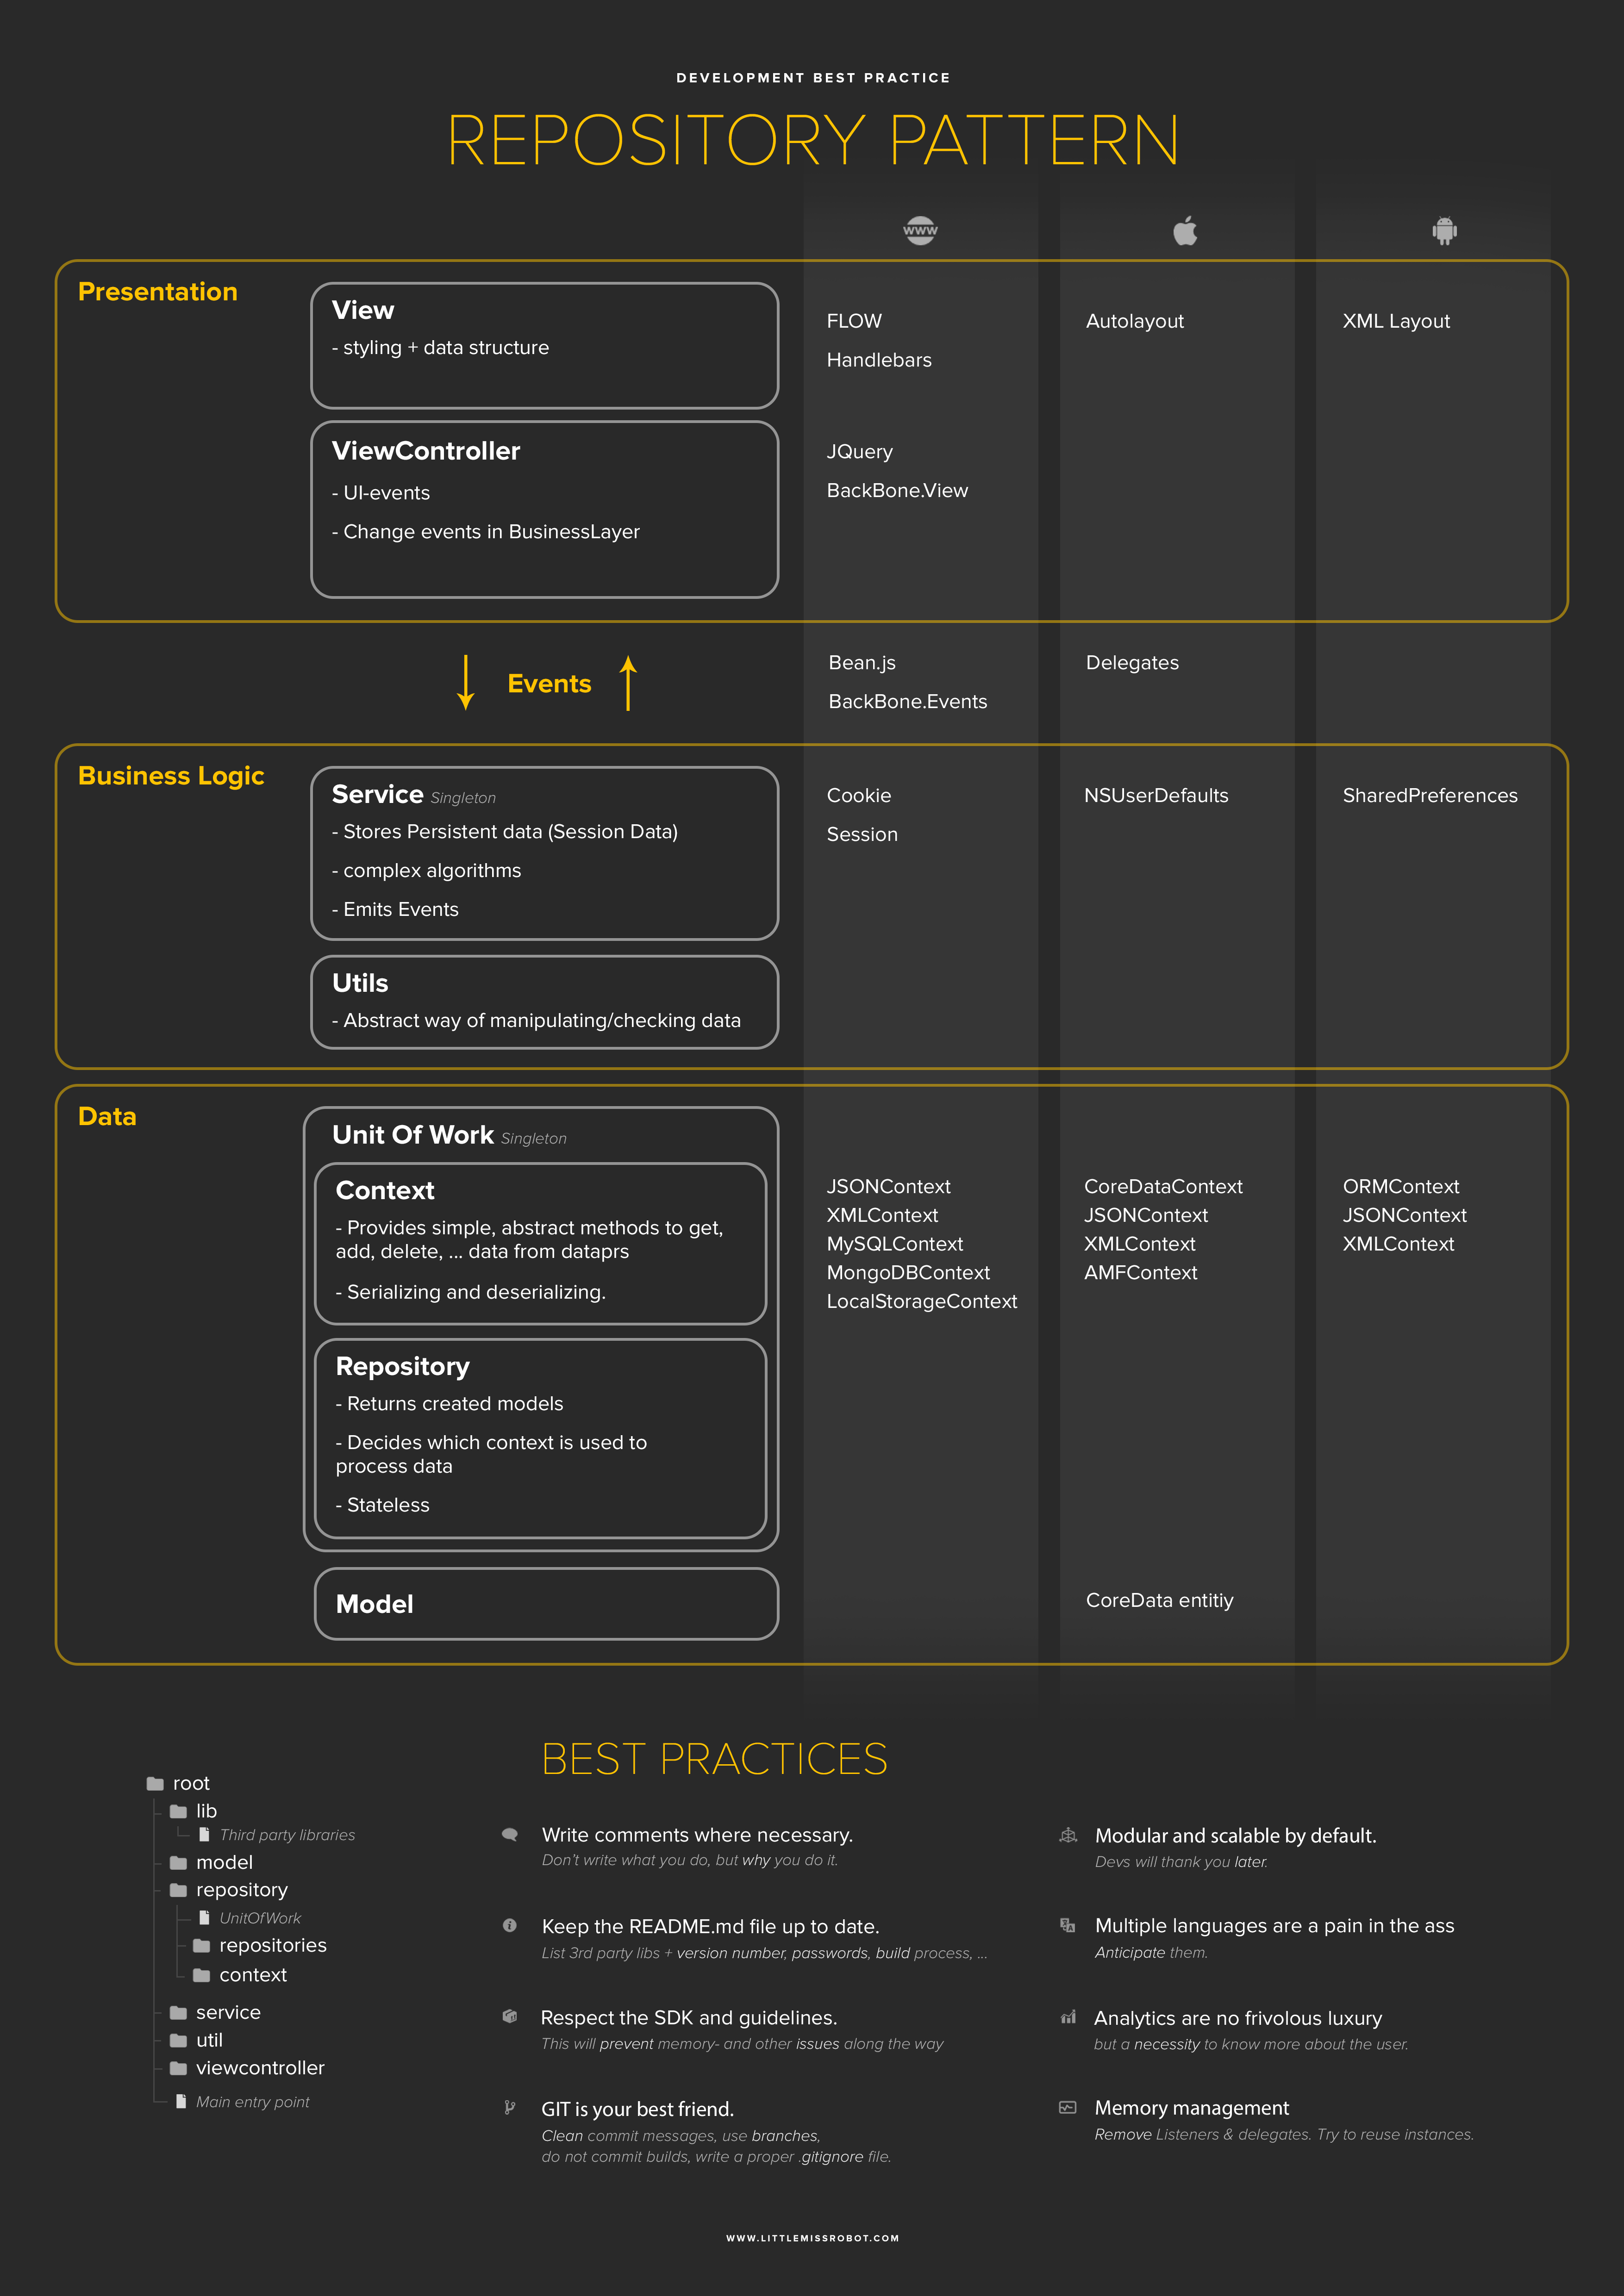 DEVELOPMENT BEST PRACTICE
REPOSITORY PATTERN
WWW
Presentation
View
- styling + data structure
FLOW
Handlebars
Autolayout
XML Layout
ViewController
- UI-events
- Change events in BusinessLayer
JQuery
BackBone.View
Events
Bean.js
BackBone.Events
Delegates
Business Logic
Service Singleton
- Stores Persistent data (Session Data)
- complex algorithms
- Emits Events
Cookie
Session
NSUserDefaults
SharedPreferences
Utils
- Abstract way of manipulating/checking data
Data
Unit Of Work Singleton
Context
- Provides simple, abstract methods to get,
add, delete, ... data from dataprs
- Serializing and deserializing.
JSONContext
XMLContext
MySQLContext
MongoDBContext
LocalStorageContext
CoreDataContext
JSONContext
XMLContext
AMFContext
ORMContext
JSONContext
XMLContext
Repository
- Returns created models
- Decides which context is used to
process data
- Stateless
Model
CoreData entitiy
root
lib
Third party libraries
model
repository
UnitOfWork
repositories
context
service
util
viewcontroller
Main entry point
BEST PRACTICES
Write comments where necessary.
Don't write what you do, but why you do it.
Keep the README.md file up to date.
List 3rd party libs + version number, passwords, build process, ...
Respect the SDK and guidelines.
This will prevent memory- and other issues along the way
GIT is your best friend.
Clean commit messages, use branches,
do not commit builds, write a proper .gitignore file.
Modular and scalable by default.
Devs will thank you later.
Multiple languages are a pain in the ass
Anticipate them.
Analytics are no frivolous luxury
but a necessity to know more about the user.
Memory management
Remove Listeners & delegates. Try to reuse instances.
WWW.LITTLEMISSROBOT.COM